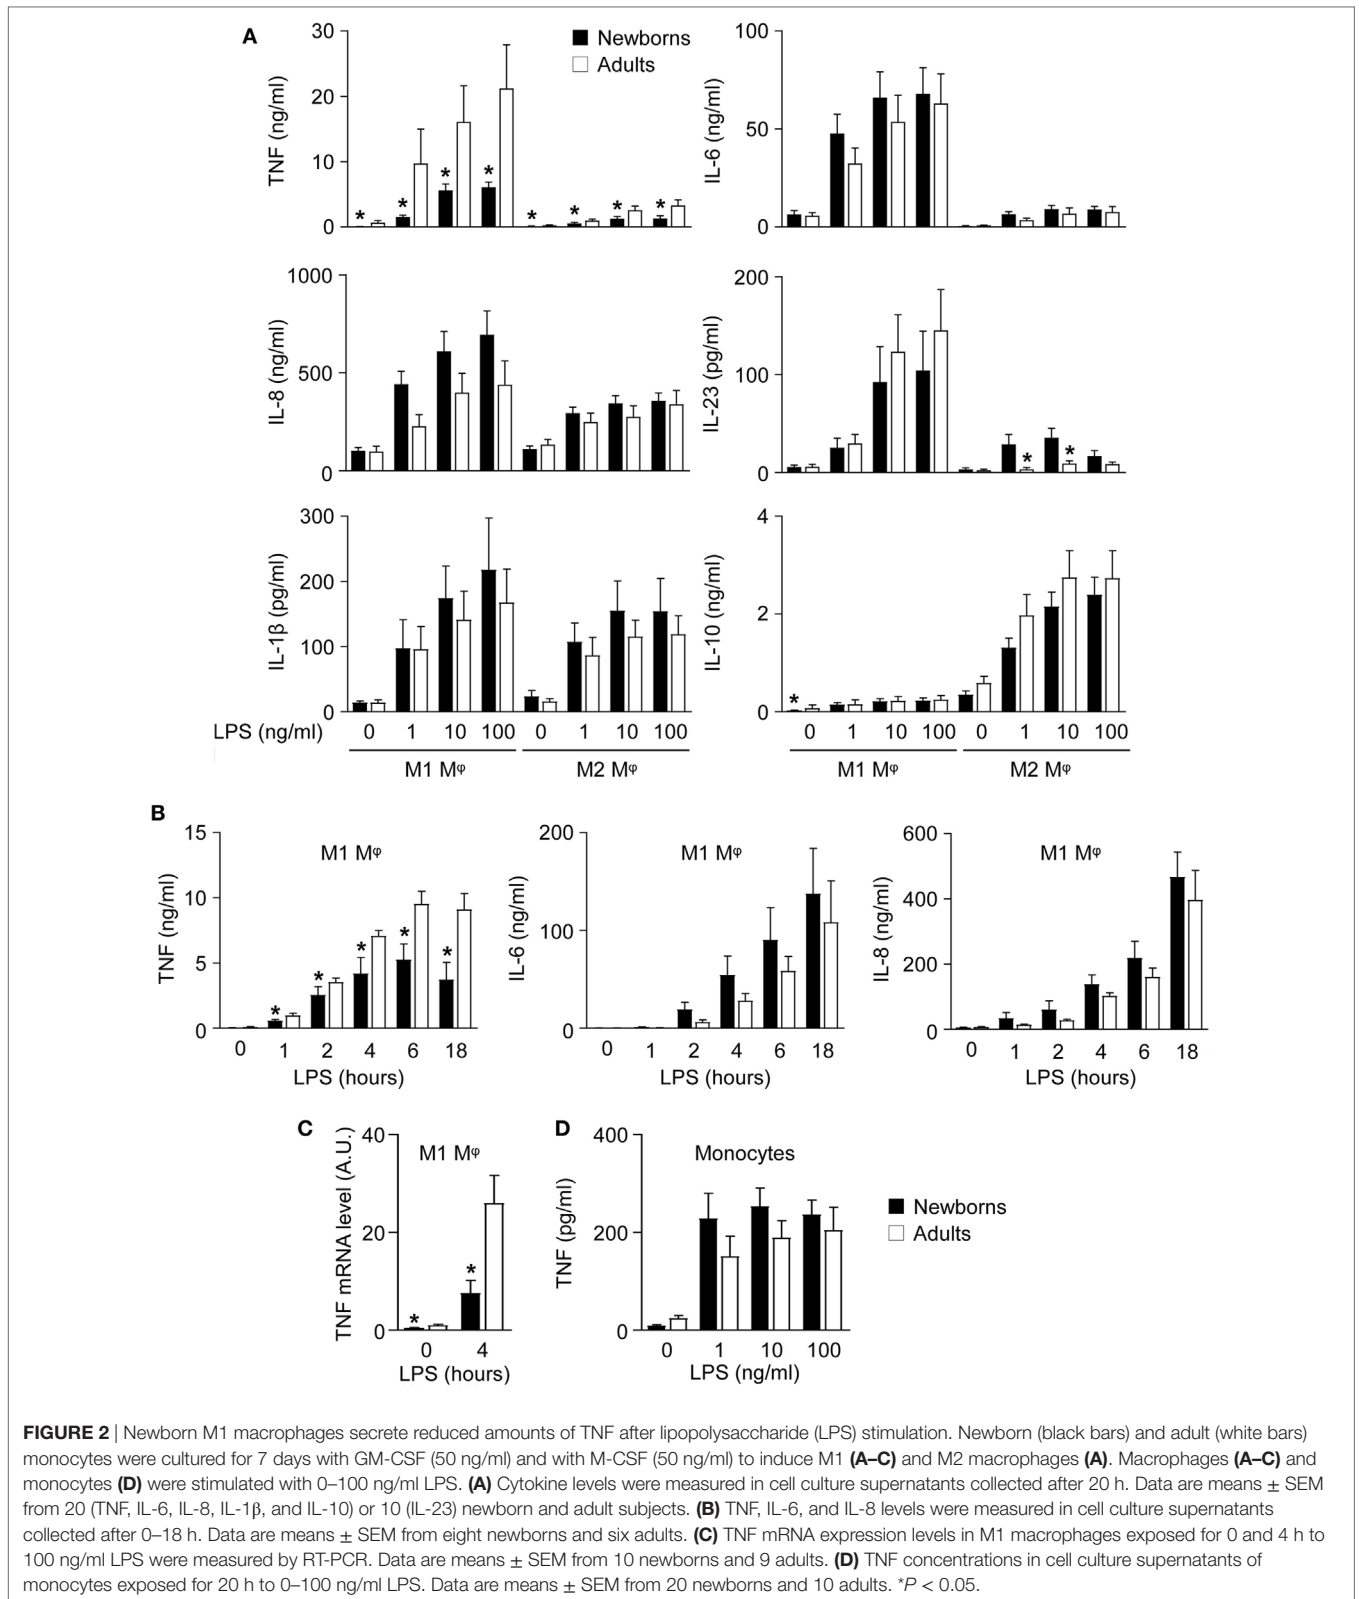 A
Newborns
Adults
TNF (ng/ml)
30
20
10
0
* * * * * * * *
IL-6 (ng/ml)
100
50
0
IL-8 (ng/ml)
1000
500
0
IL-23 (pg/ml)
200
100
0
* *
IL-1β (pg/ml)
300
200
100
0
IL-10 (ng/ml)
4
2
0
*
LPS (ng/ml) 0 1 10 100 0 1 10 100
0 1 10 100 0 1 10 100
M1 Mφ M2 Mφ
M1 Mφ M2 Mφ
B
TNF (ng/ml)
15
10
5
0
M1 Mφ
* * * * *
0 1 2 4 6 18
LPS (hours)
IL-6 (ng/ml)
200
100
0
M1 Mφ
0 1 2 4 6 18
LPS (hours)
IL-8 (ng/ml)
600
400
200
0
M1 Mφ
0 1 2 4 6 18
LPS (hours)
C
TNF mRNA level (A.U.)
40
20
0
M1 Mφ
* *
0 4
LPS (hours)
D
TNF (pg/ml)
400
200
0
Monocytes
0 1 10 100
LPS (ng/ml)
Newborns
Adults
FIGURE 2 | Newborn M1 macrophages secrete reduced amounts of TNF after lipopolysaccharide (LPS) stimulation. Newborn (black bars) and adult (white bars)
monocytes were cultured for 7 days with GM-CSF (50 ng/ml) and with M-CSF (50 ng/ml) to induce M1 (A–C) and M2 macrophages (A). Macrophages (A–C) and
monocytes (D) were stimulated with 0–100 ng/ml LPS. (A) Cytokine levels were measured in cell culture supernatants collected after 20 h. Data are means ± SEM
from 20 (TNF, IL-6, IL-8, IL-1β, and IL-10) or 10 (IL-23) newborn and adult subjects. (B) TNF, IL-6, and IL-8 levels were measured in cell culture supernatants
collected after 0–18 h. Data are means ± SEM from eight newborns and six adults. (C) TNF mRNA expression levels in M1 macrophages exposed for 0 and 4 h to
100 ng/ml LPS were measured by RT-PCR. Data are means ± SEM from 10 newborns and 9 adults. (D) TNF concentrations in cell culture supernatants of
monocytes exposed for 20 h to 0–100 ng/ml LPS. Data are means ± SEM from 20 newborns and 10 adults. *P < 0.05.